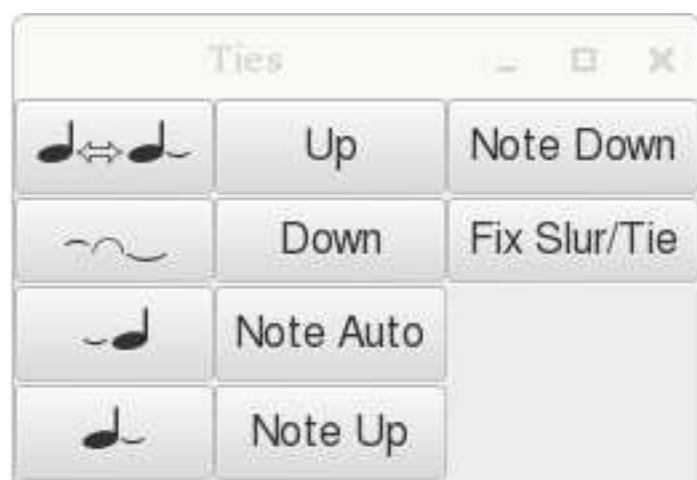 Ties
Up
Note Down
Down
Fix Slur/Tie
Note Auto
Note Up